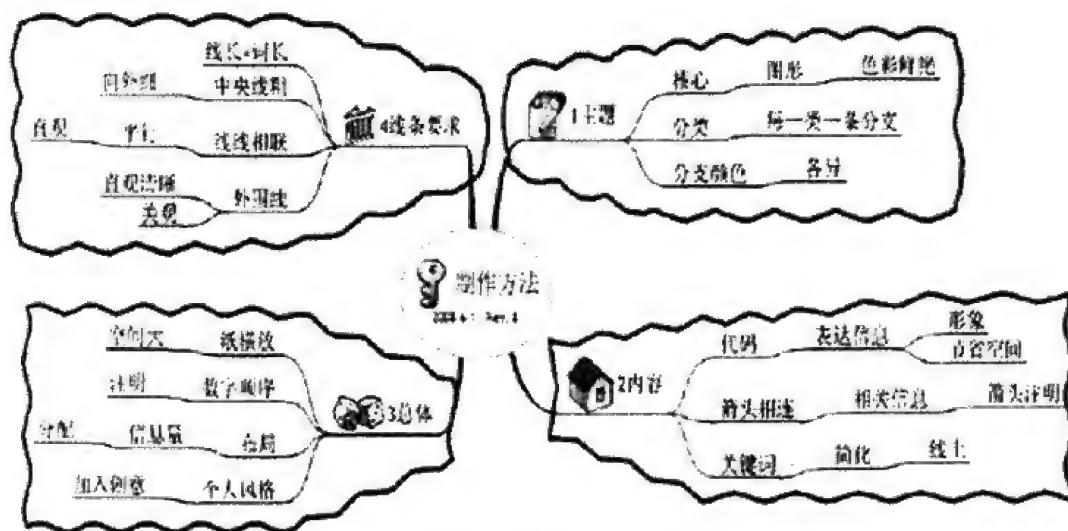 制作方法
1主题
核心 图形 色彩鲜艳
分类 每一类一条分支
分支颜色 各异
2内容
代码 表达信息 形象
节省空间
箭头相连 相关信息 箭头注明
关键词 简化 线上
3总体
空间大 纸横放
注明 数字顺序
分配 信息量 布局
加入创意 个人风格
4线条要求
线长=词长
向外细 中央线粗
直观 平行 线线相联
直观清晰 外围线
美观